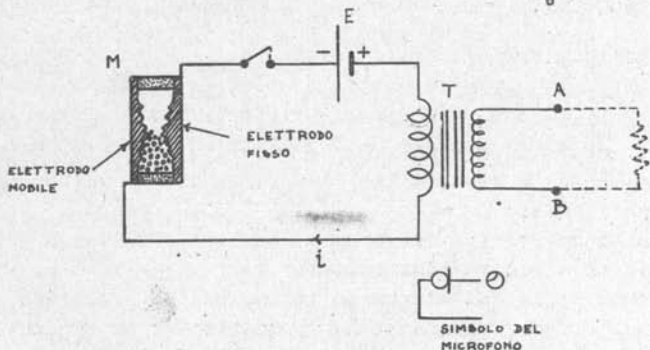 E
M
- +
T
A
ELETTRODO
FISSO
ELETTRODO
MOBILE
B
i
SIMBOLO DEL
MICROFONO